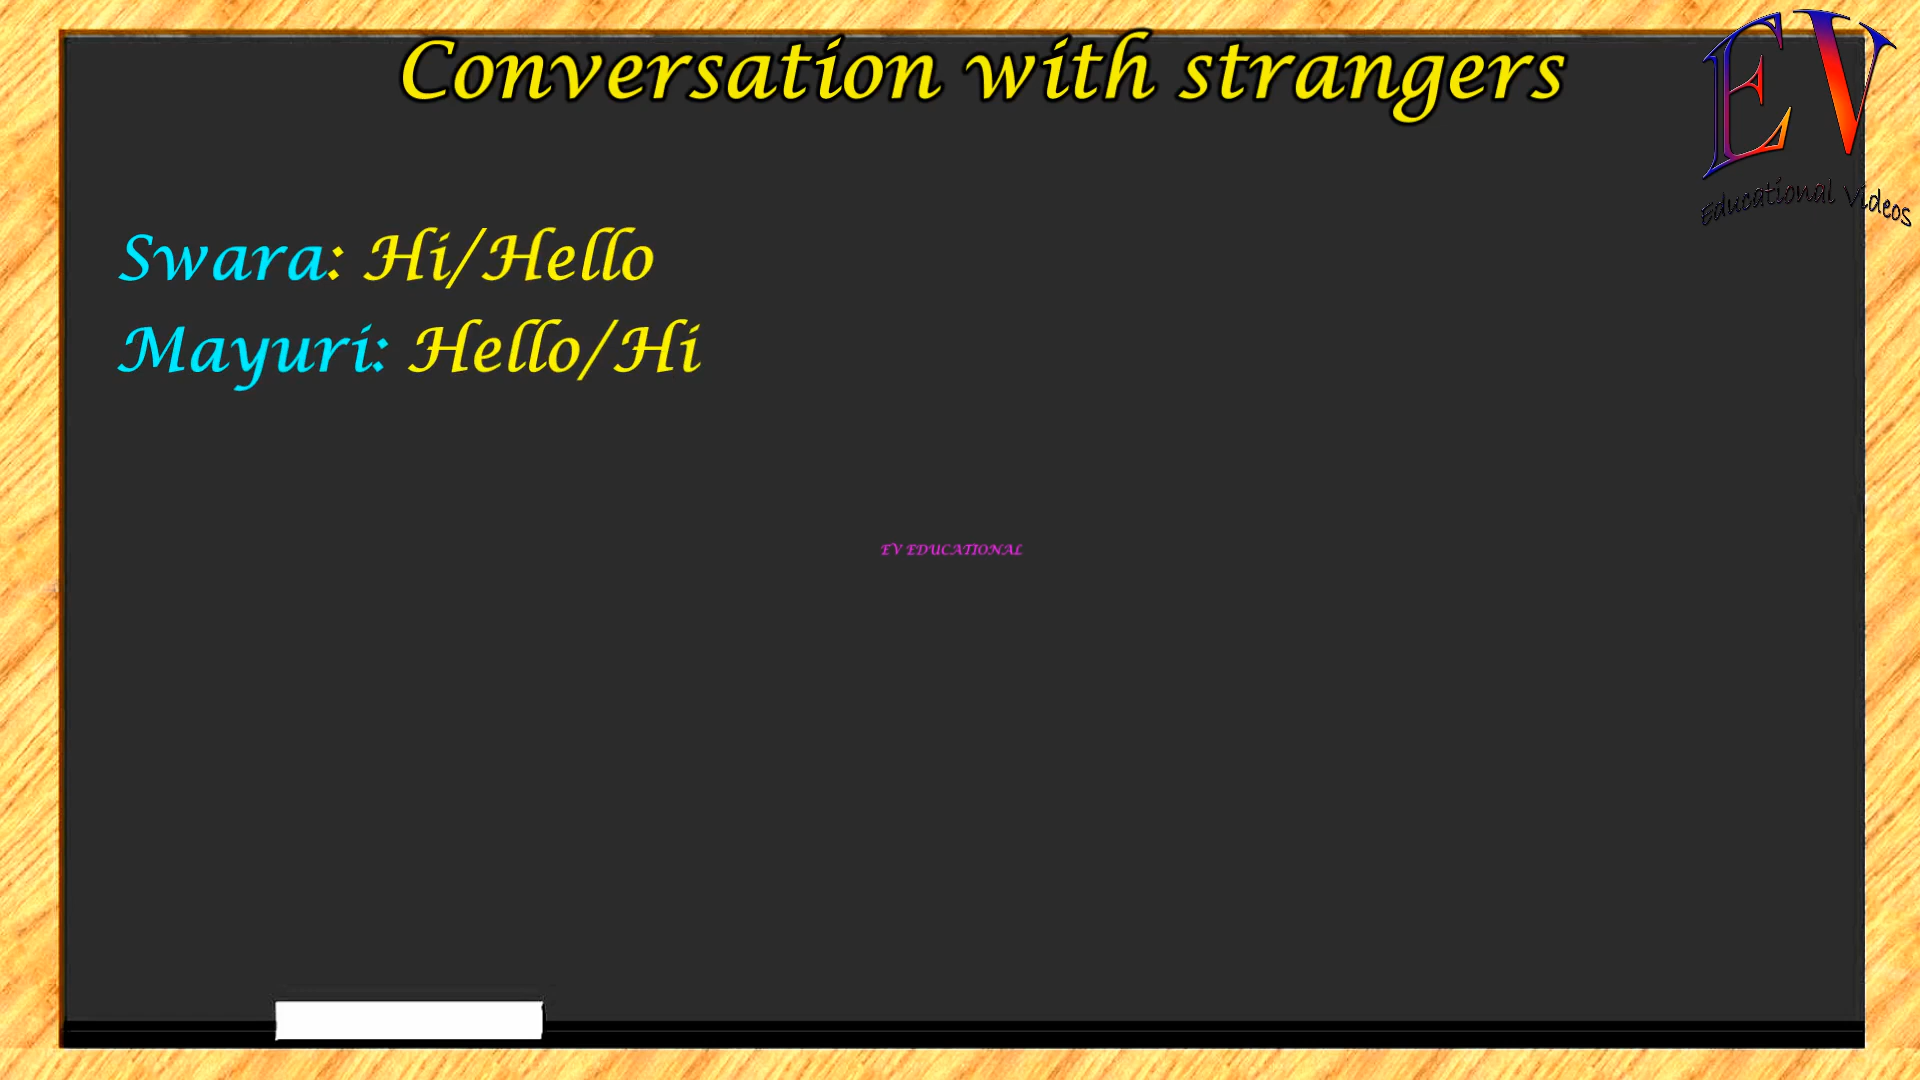 Conversation with strangers
EV
Educational Videos
Swara: Hi/Hello
Mayuri: Hello/Hi
EV EDUCATIONAL